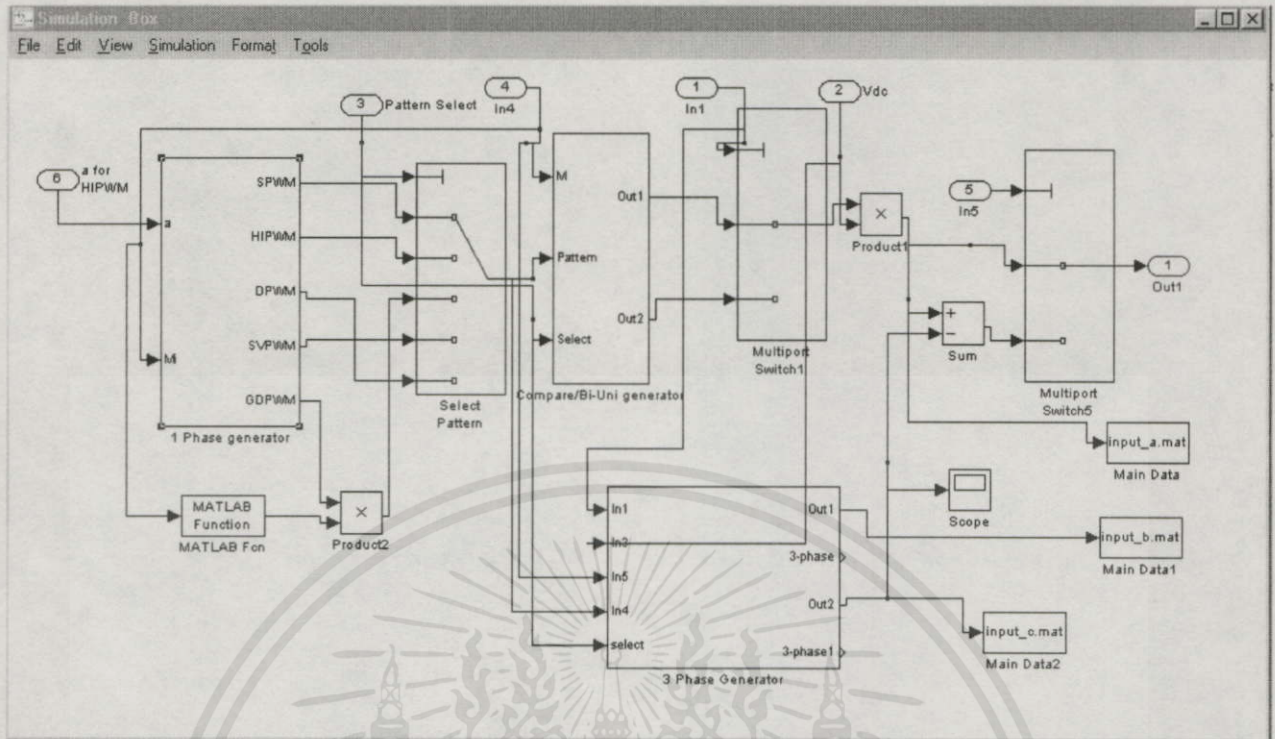 Simulation Box
File Edit View Simulation Format Tools
3
Pattern Select
4
In4
1
In1
2
Vdc
6
a for
HIPWM
a
Mi
SPWM
HIPWM
DPWM
SVPWM
GDPWM
1 Phase generator
Select
Pattern
M
Pattern
Select
Out1
Out2
Compare/Bi-Uni generator
Multiport
Switch1
×
Product1
5
In5
1
Out1
+
−
Sum
Multiport
Switch5
MATLAB
Function
MATLAB Fcn
×
Product2
In1
In3
In5
In4
select
Out1
3-phase
Out2
3-phase1
3 Phase Generator
Scope
input_a.mat
Main Data
input_b.mat
Main Data1
input_c.mat
Main Data2